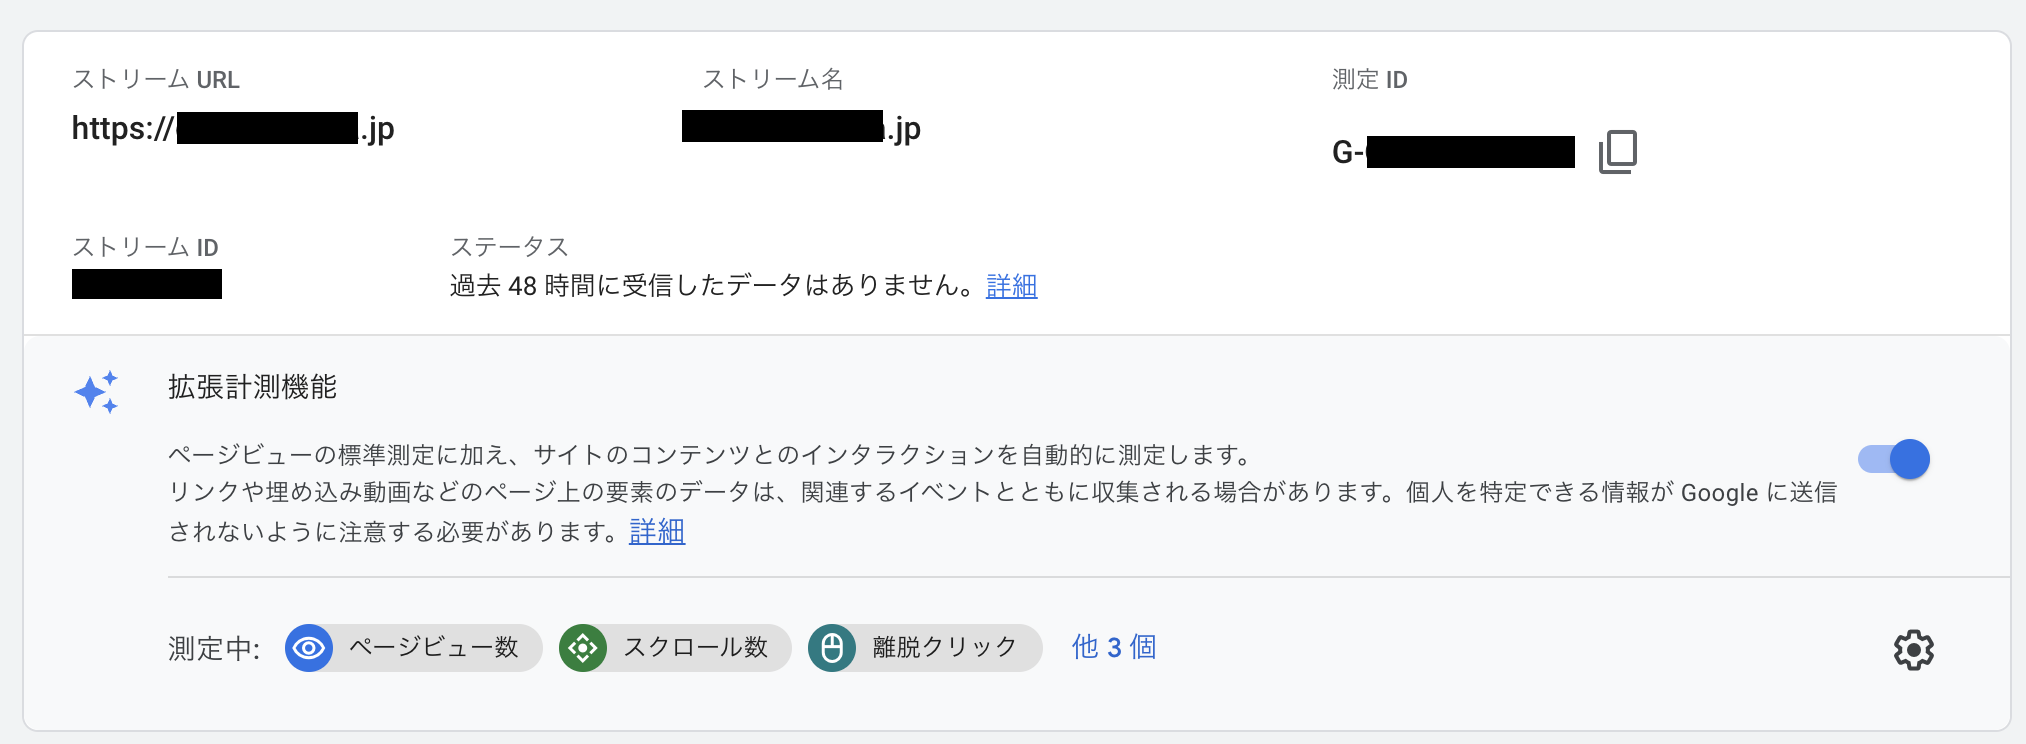 ストリーム URL
https://
.jp
ストリーム名
.jp
測定 ID
G-
ストリーム ID
ステータス
過去 48 時間に受信したデータはありません。詳細
拡張計測機能
ページビューの標準測定に加え、サイトのコンテンツとのインタラクションを自動的に測定します。
リンクや埋め込み動画などのページ上の要素のデータは、関連するイベントとともに収集される場合があります。個人を特定できる情報が Google に送信
されないように注意する必要があります。詳細
測定中: ページビュー数 スクロール数 離脱クリック 他 3 個